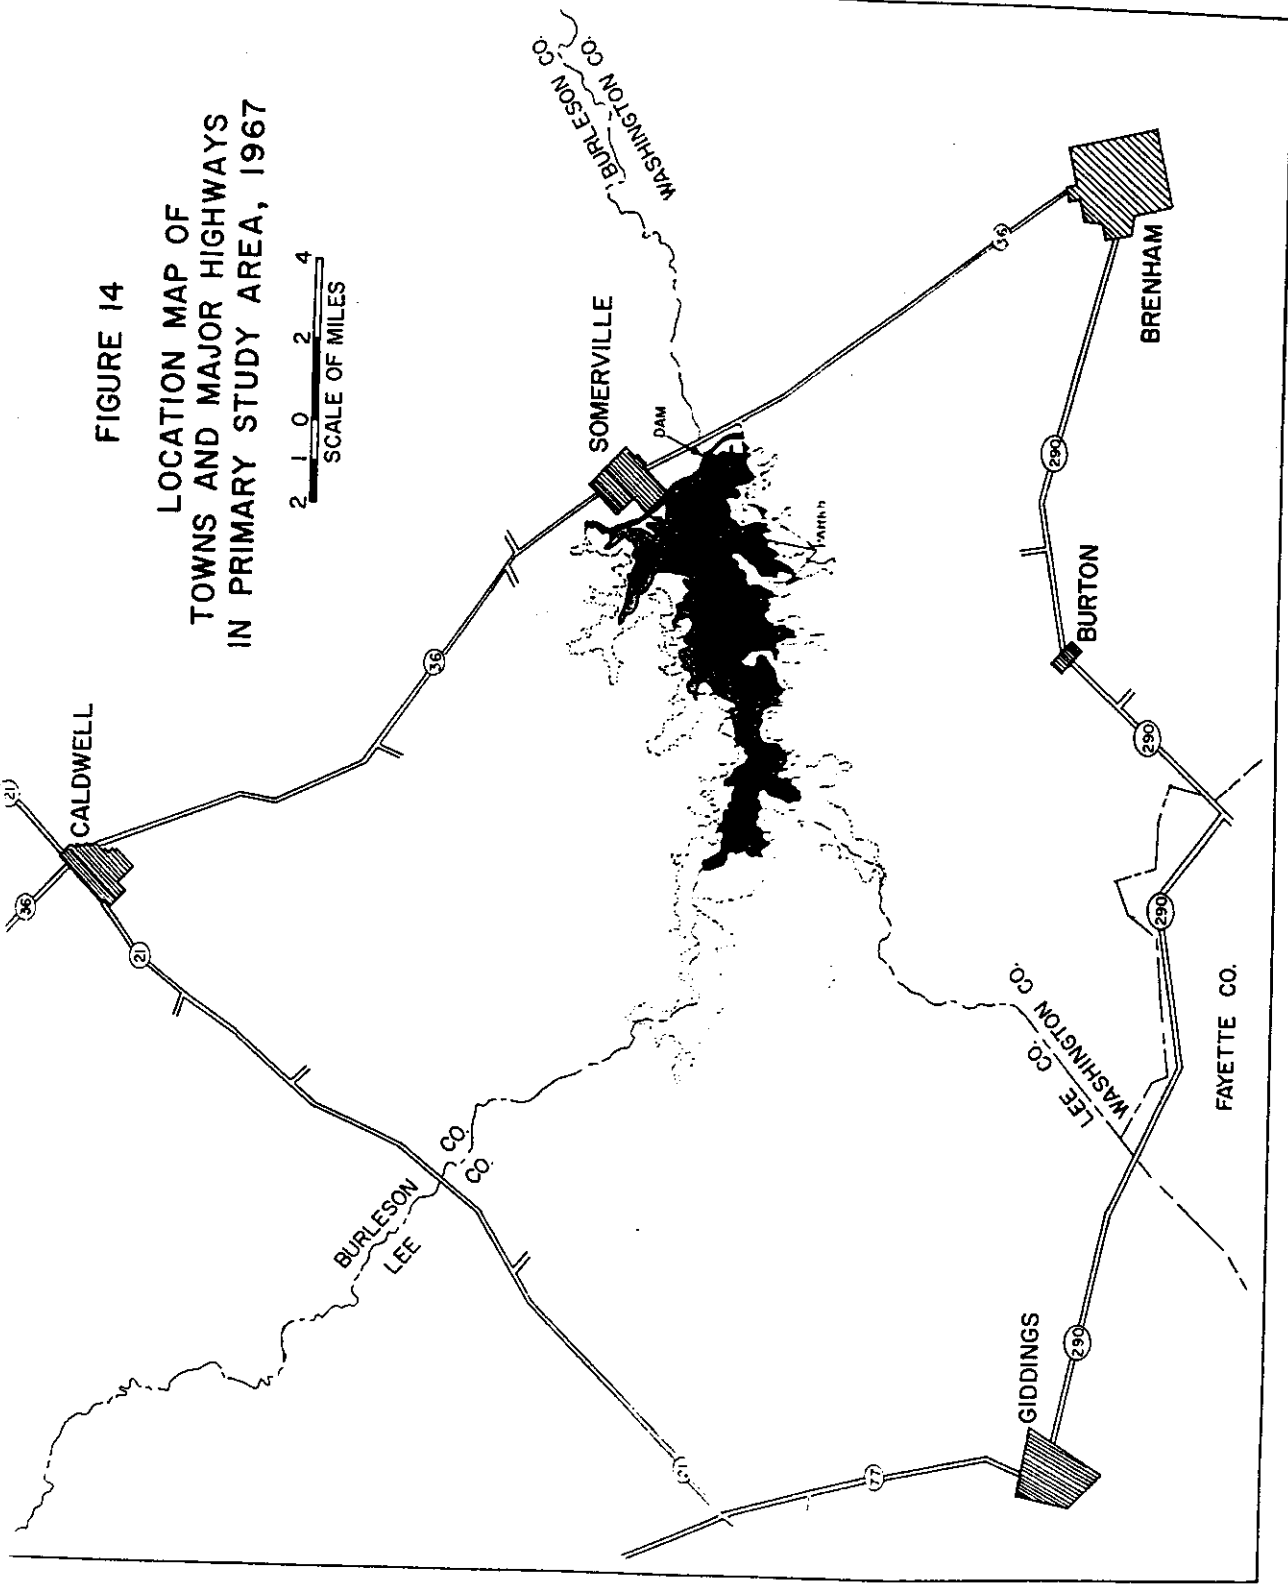 FIGURE 14
LOCATION MAP OF
TOWNS AND MAJOR HIGHWAYS
IN PRIMARY STUDY AREA, 1967
2 1 0 2 4
SCALE OF MILES
BURLESON CO.
WASHINGTON CO.
36
21
CALDWELL
21
36
SOMERVILLE
DAM
36
BRENHAM
290
BURTON
290
290
FAYETTE CO.
LEE CO.
WASHINGTON CO.
BURLESON CO.
LEE CO.
77
GIDDINGS
290